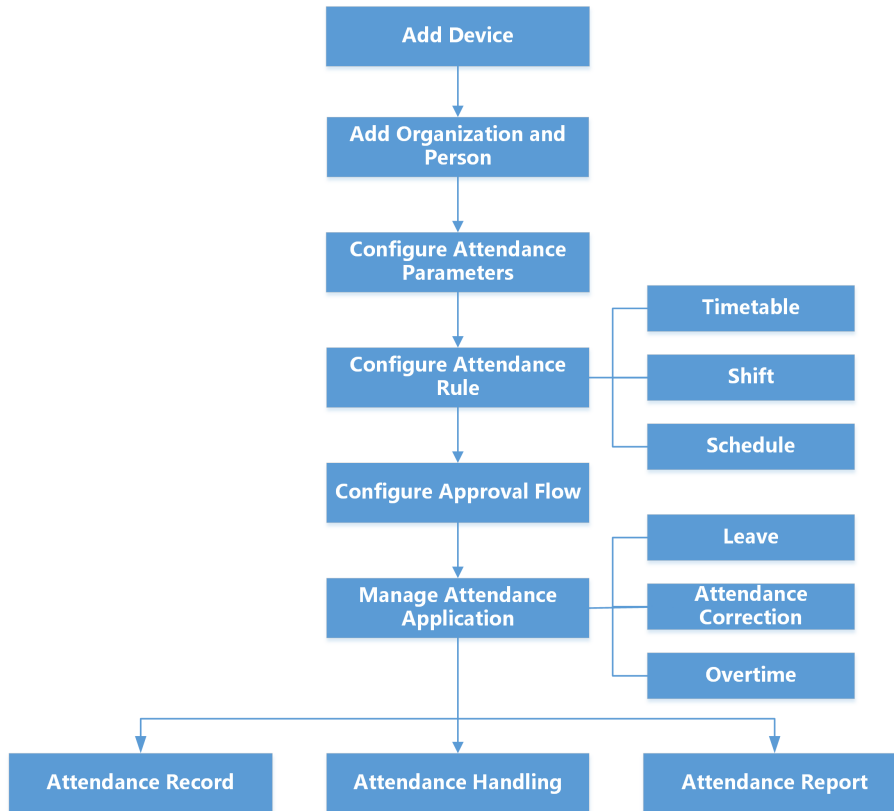 Add Device
Add Organization and
Person
Configure Attendance
Parameters
Configure Attendance
Rule
Timetable
Shift
Schedule
Configure Approval Flow
Manage Attendance
Application
Leave
Attendance
Correction
Overtime
Attendance Record
Attendance Handling
Attendance Report